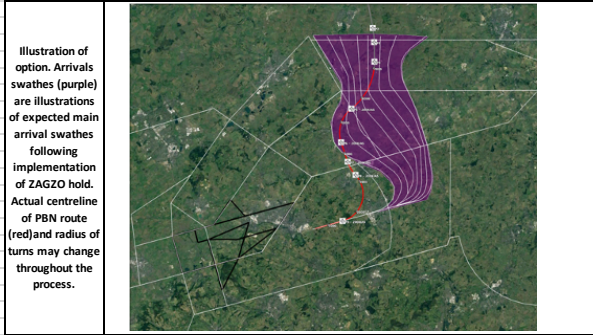 Illustration of
option. Arrivals
swathes (purple)
are illustrations
of expected main
arrival swathes
following
implementation
of ZAGZO hold.
Actual centreline
of PBN route
(red)and radius of
turns may change
throughout the
process.